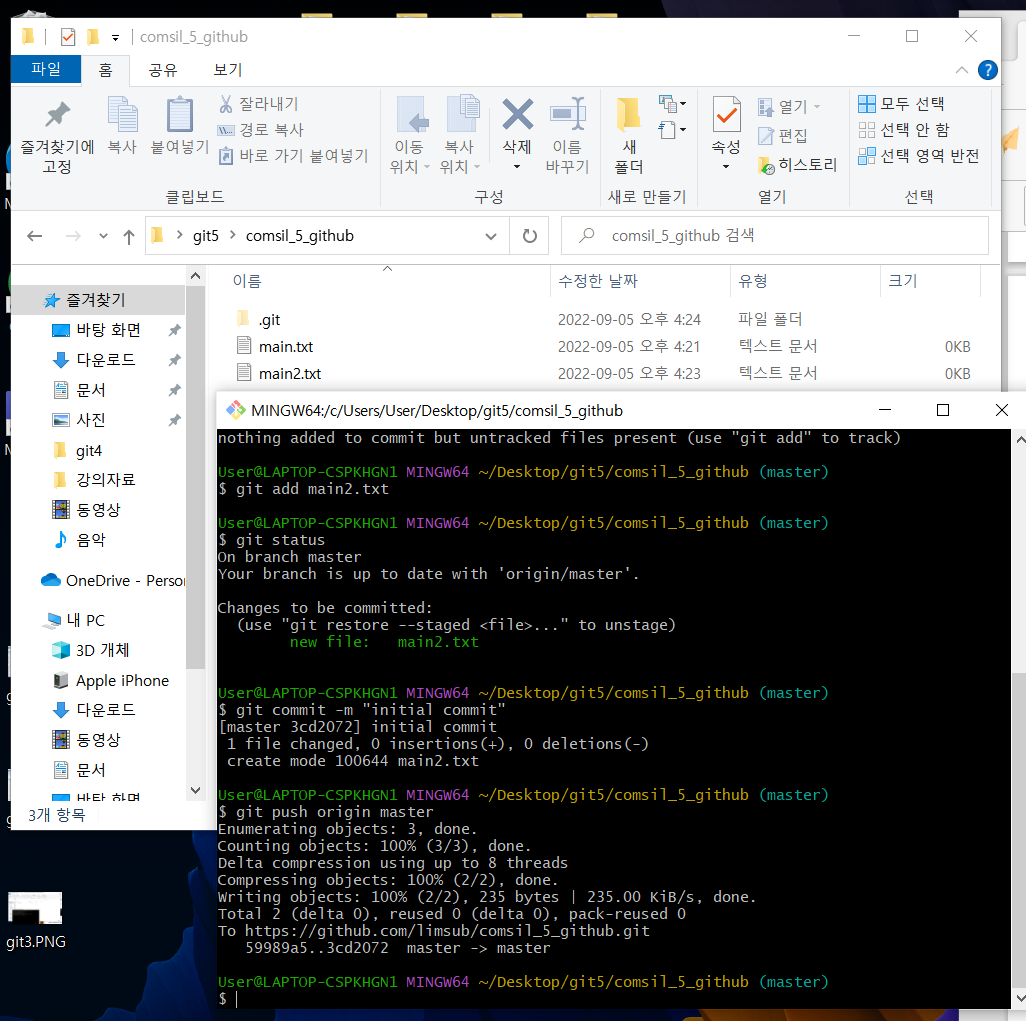 comsil_5_github
파일 홈 공유 보기
즐겨찾기에 고정
복사
붙여넣기
잘라내기
경로 복사
바로 가기 붙여넣기
클립보드
이동 위치
복사 위치
삭제
이름 바꾸기
구성
새 폴더
새로 만들기
속성
열기
편집
히스토리
열기
모두 선택
선택 안 함
선택 영역 반전
선택
git5 comsil_5_github
comsil_5_github 검색
즐겨찾기
바탕 화면
다운로드
문서
사진
git4
강의자료
동영상
음악
OneDrive - Person
내 PC
3D 개체
Apple iPhone
다운로드
동영상
문서
바탕 화면
3개 항목
이름 수정한 날짜 유형 크기
.git 2022-09-05 오후 4:24 파일 폴더
main.txt 2022-09-05 오후 4:21 텍스트 문서 0KB
main2.txt 2022-09-05 오후 4:23 텍스트 문서 0KB
MINGW64:/c/Users/User/Desktop/git5/comsil_5_github
nothing added to commit but untracked files present (use "git add" to track)
User@LAPTOP-CSPKHGN1 MINGW64 ~/Desktop/git5/comsil_5_github (master)
$ git add main2.txt
User@LAPTOP-CSPKHGN1 MINGW64 ~/Desktop/git5/comsil_5_github (master)
$ git status
On branch master
Your branch is up to date with 'origin/master'.
Changes to be committed:
(use "git restore --staged <file>..." to unstage)
new file: main2.txt
User@LAPTOP-CSPKHGN1 MINGW64 ~/Desktop/git5/comsil_5_github (master)
$ git commit -m "initial commit"
[master 3cd2072] initial commit
1 file changed, 0 insertions(+), 0 deletions(-)
create mode 100644 main2.txt
User@LAPTOP-CSPKHGN1 MINGW64 ~/Desktop/git5/comsil_5_github (master)
$ git push origin master
Enumerating objects: 3, done.
Counting objects: 100% (3/3), done.
Delta compression using up to 8 threads
Compressing objects: 100% (2/2), done.
Writing objects: 100% (2/2), 235 bytes | 235.00 KiB/s, done.
Total 2 (delta 0), reused 0 (delta 0), pack-reused 0
To https://github.com/limsub/comsil_5_github.git
59989a5..3cd2072 master -> master
User@LAPTOP-CSPKHGN1 MINGW64 ~/Desktop/git5/comsil_5_github (master)
$
git3.PNG